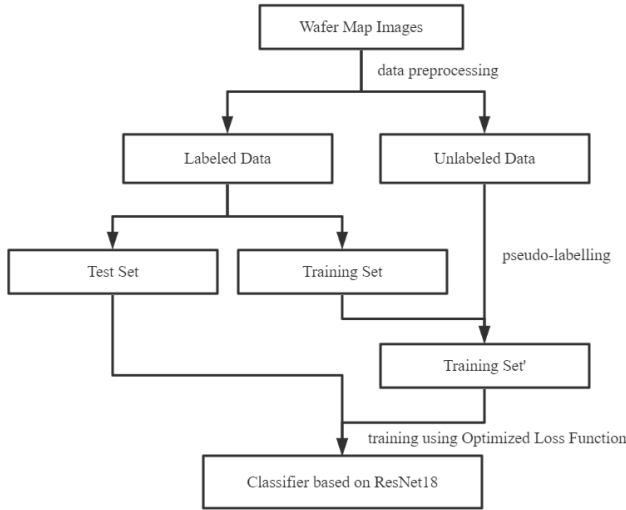 Wafer Map Images
data preprocessing
Labeled Data
Unlabeled Data
Test Set
Training Set
pseudo-labelling
Training Set'
training using Optimized Loss Function
Classifier based on ResNet18